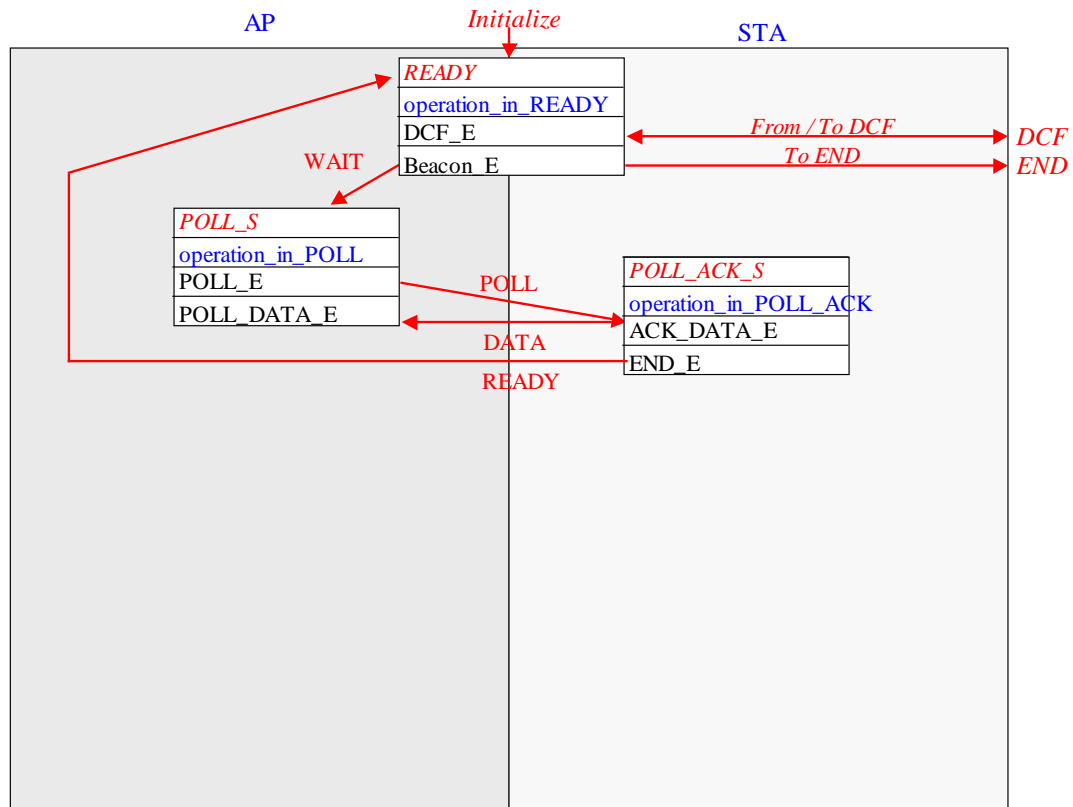 AP
Initialize
STA
READY
operation_in_READY
DCF_E
From / To DCF
DCF
WAIT
Beacon_E
To END
END
POLL_S
operation_in_POLL
POLL_E
POLL_DATA_E
POLL
POLL_ACK_S
operation_in_POLL_ACK
ACK_DATA_E
DATA
END_E
READY